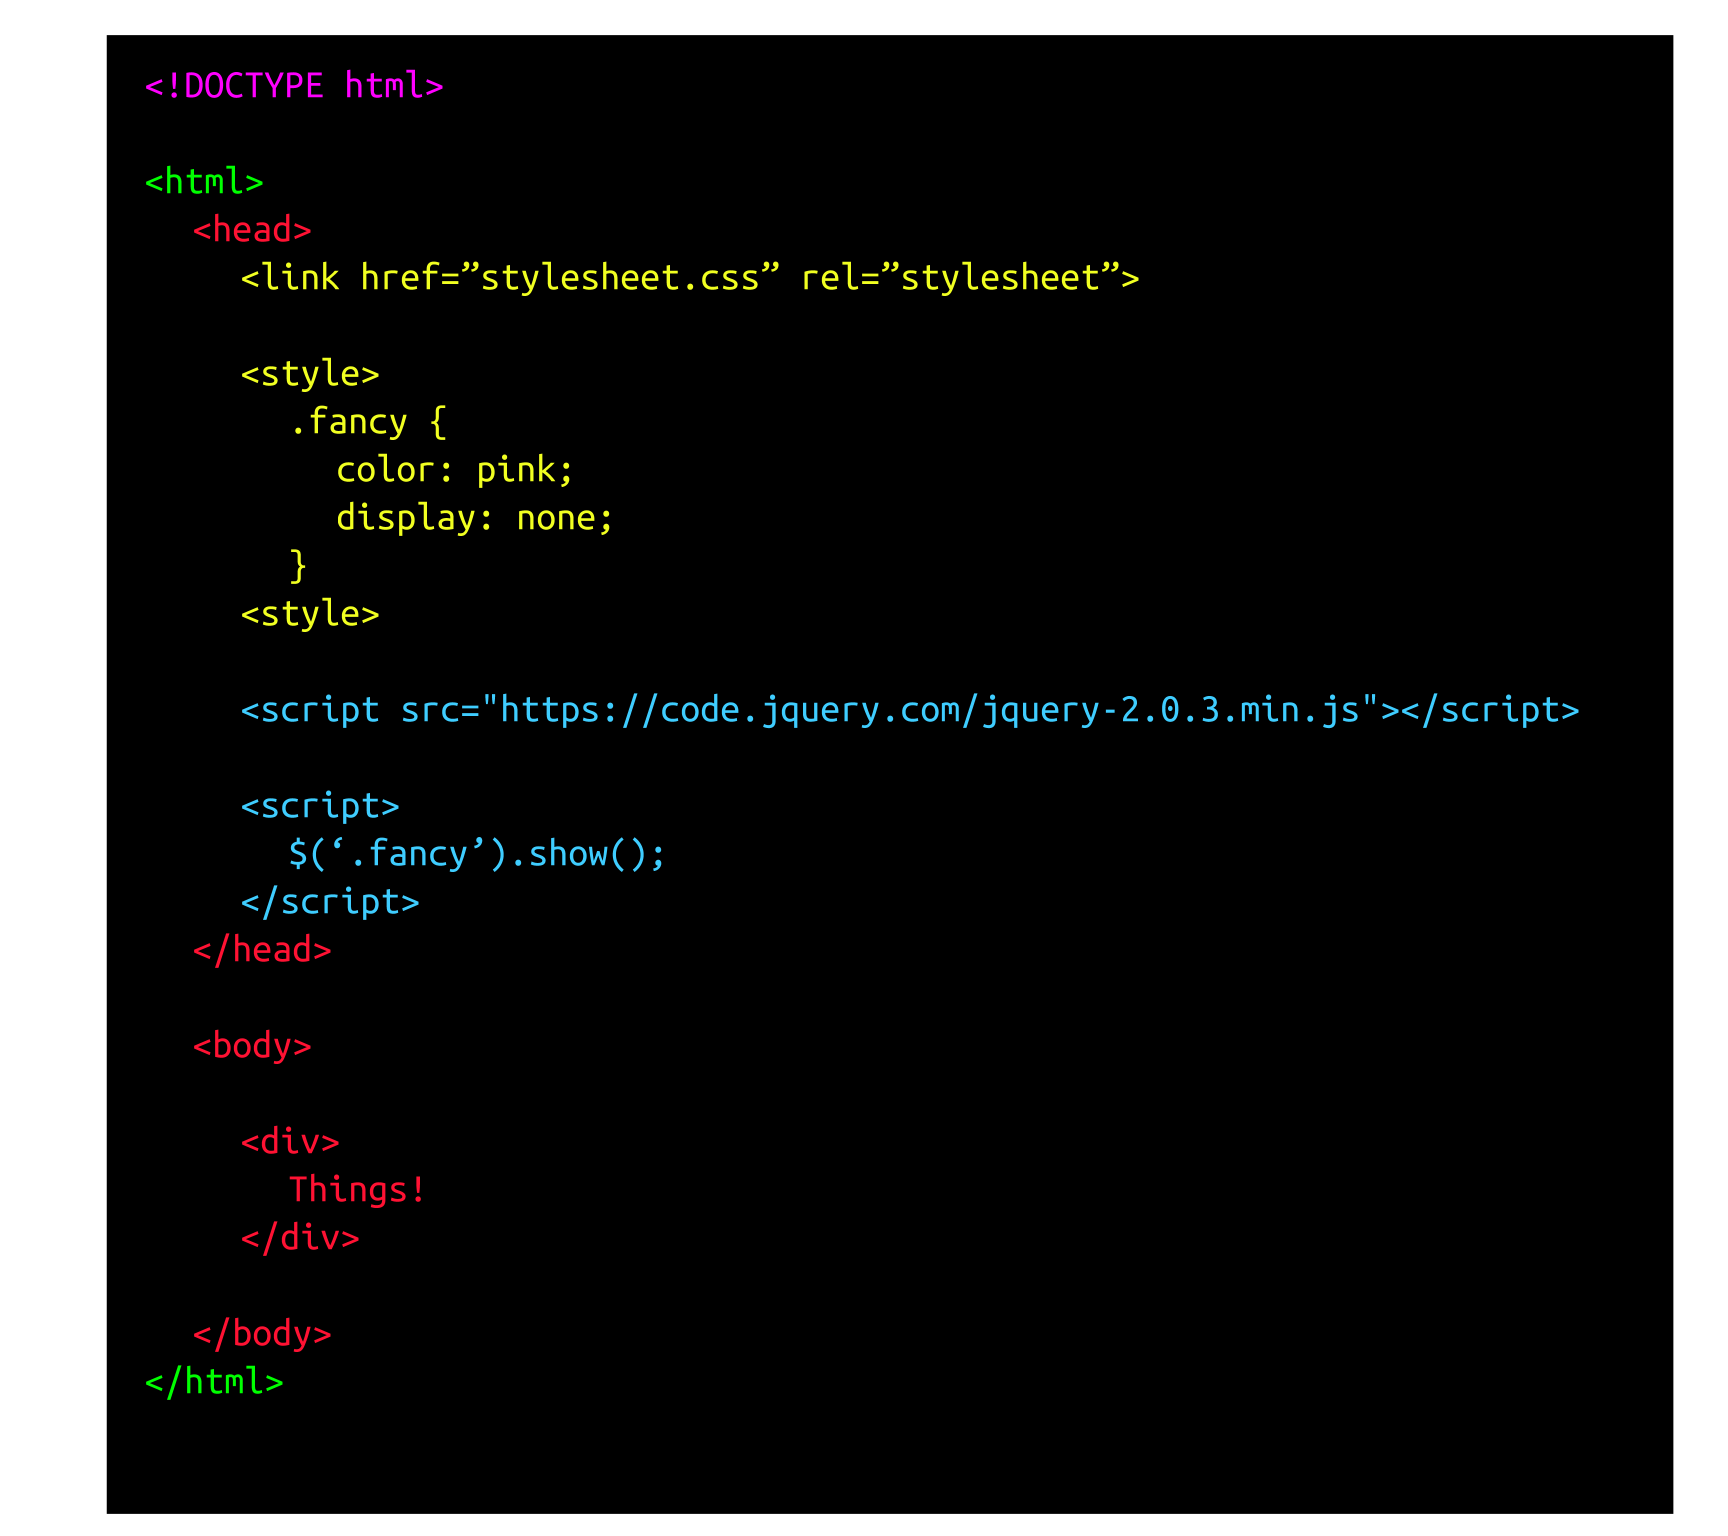 <!DOCTYPE html>
<html>
<head>
<link href=”stylesheet.css” rel=”stylesheet”>
<style>
.fancy {
color: pink;
display: none;
}
<style>
<script src="https://code.jquery.com/jquery-2.0.3.min.js"></script>
<script>
$(‘.fancy’).show();
</script>
</head>
<body>
<div>
Things!
</div>
</body>
</html>